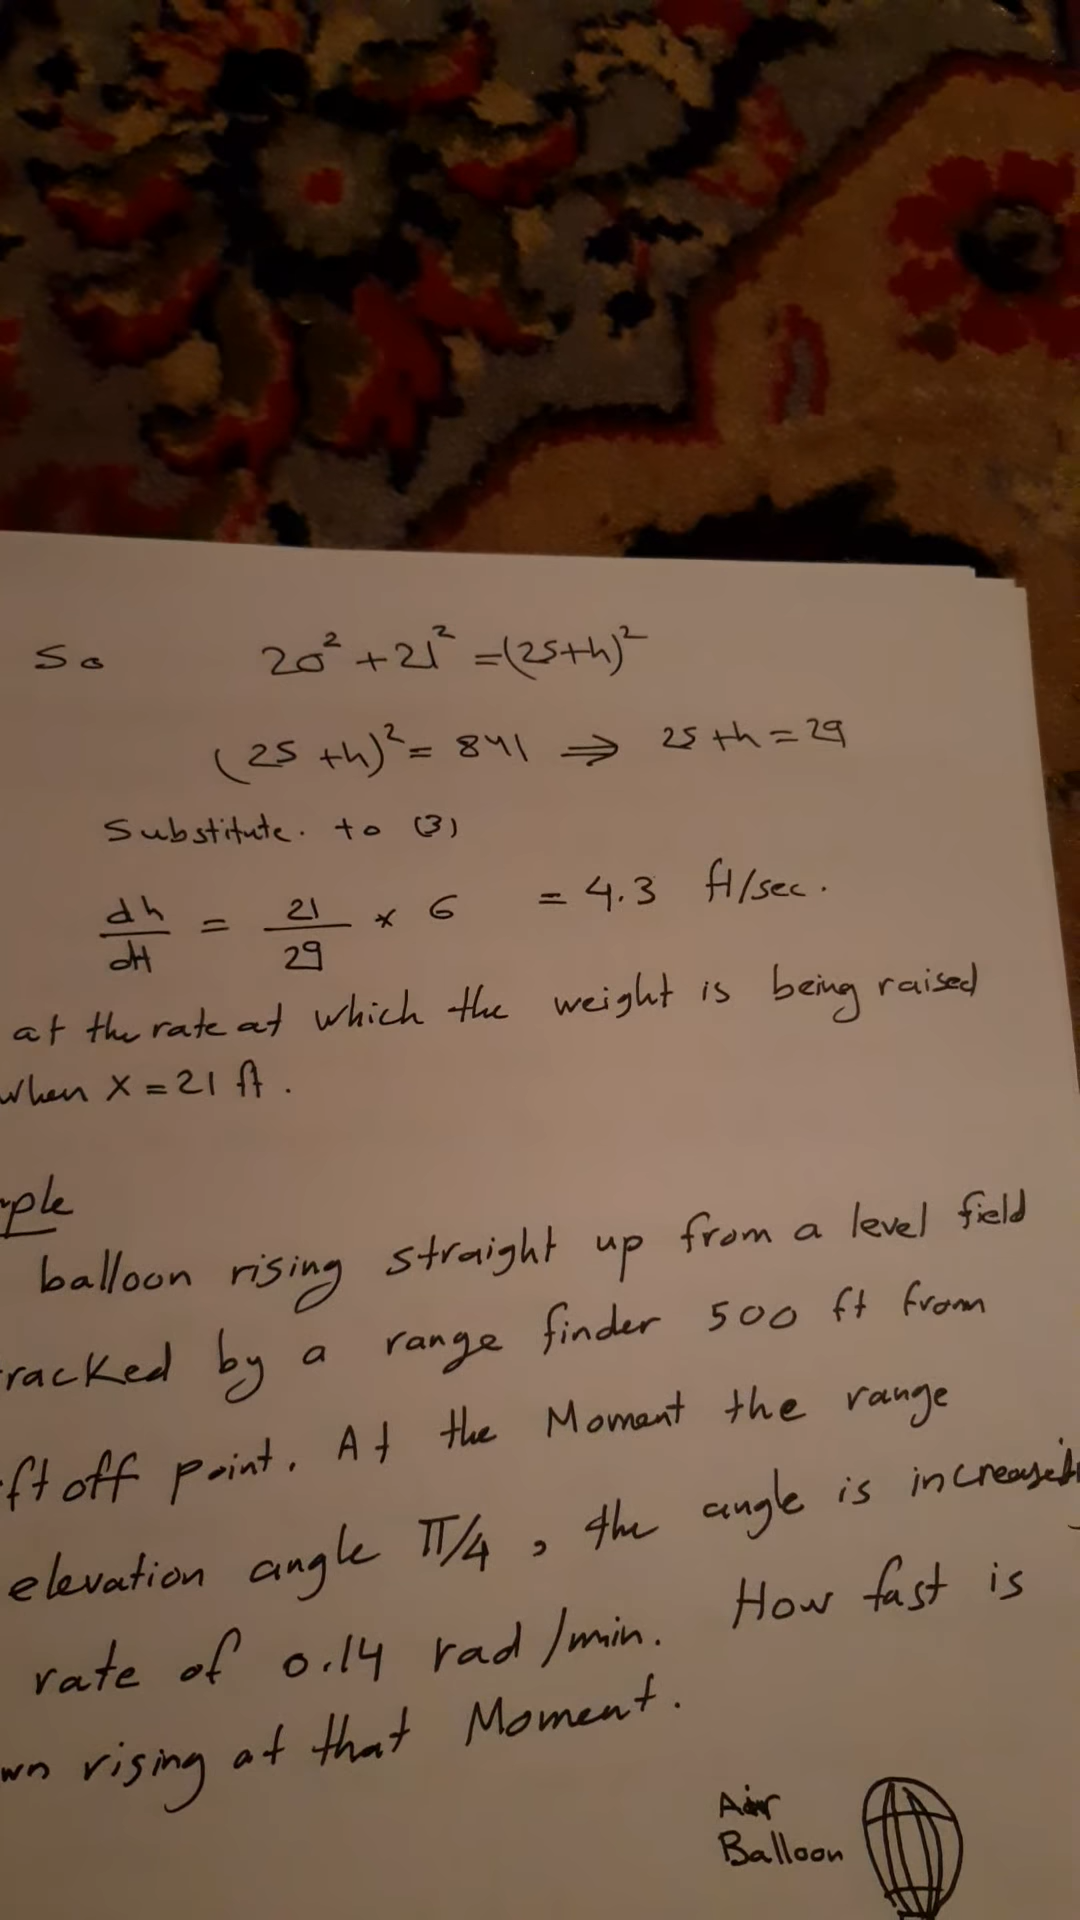 So 20² + 21² = (25+h)²
(25 + h)² = 841 ⇒ 25 + h = 29
Substitute. to (3)
dh/dt = 21/29 * 6 = 4.3 ft/sec.
at the rate at which the weight is being raised
when x = 21 ft.
mple
balloon rising straight up from a level field
racked by a range finder 500 ft from
ft off point. At the Moment the range
elevation angle π/4, the angle is increasing
rate of 0.14 rad/min. How fast is
rising at that Moment.
Air
Balloon